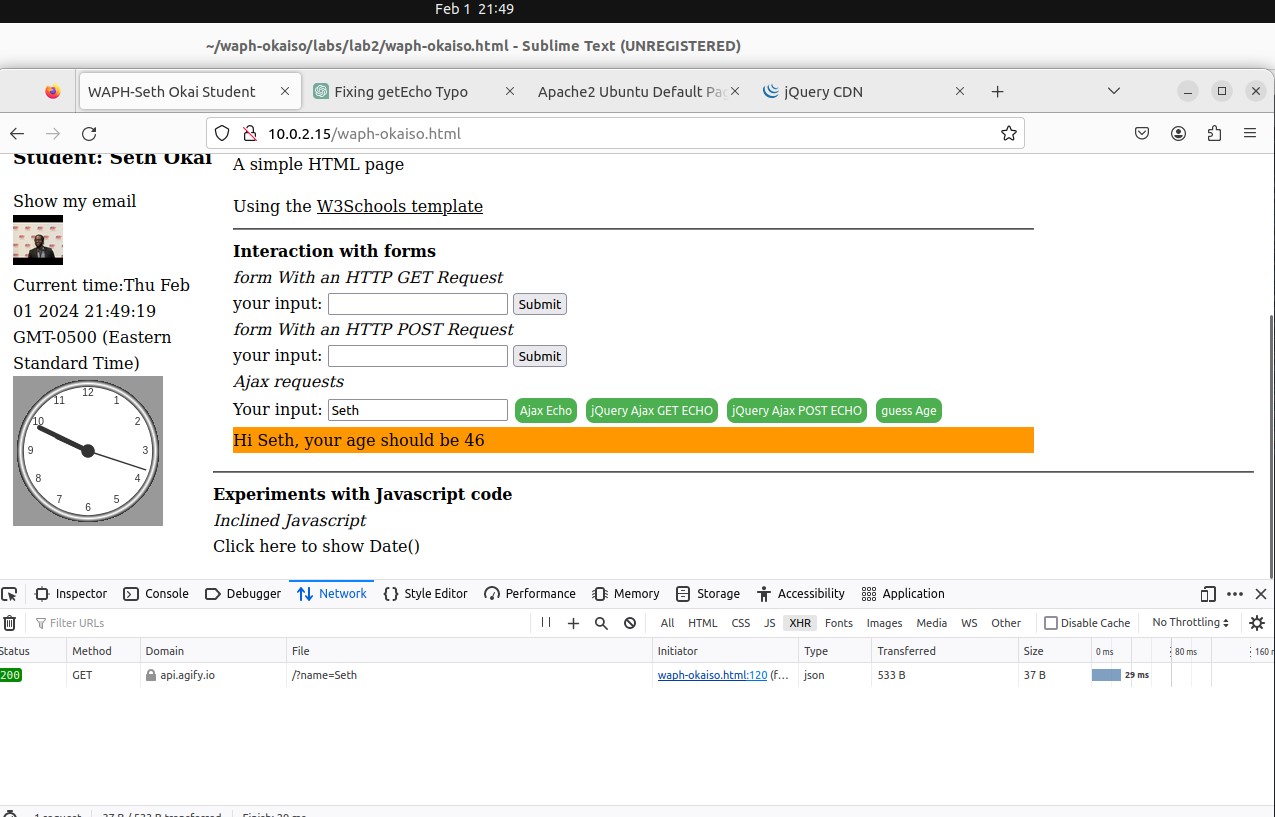 Feb 1 21:49
~/waph-okaiso/labs/lab2/waph-okaiso.html - Sublime Text (UNREGISTERED)
WAPH-Seth Okai Student
Fixing getEcho Typo
Apache2 Ubuntu Default Pag
jQuery CDN
10.0.2.15/waph-okaiso.html
Student: Seth Okai
Show my email
Current time:Thu Feb
01 2024 21:49:19
GMT-0500 (Eastern
Standard Time)
12
1
2
3
4
5
6
7
8
9
10
11
A simple HTML page
Using the W3Schools template
Interaction with forms
form With an HTTP GET Request
your input: Submit
form With an HTTP POST Request
your input: Submit
Ajax requests
Your input: Seth Ajax Echo jQuery Ajax GET ECHO jQuery Ajax POST ECHO guess Age
Hi Seth, your age should be 46
Experiments with Javascript code
Inclined Javascript
Click here to show Date()
Inspector Console Debugger Network Style Editor Performance Memory Storage Accessibility Application
Filter URLs All HTML CSS JS XHR Fonts Images Media WS Other Disable Cache No Throttling
Status Method Domain File Initiator Type Transferred Size 0 ms 80 ms 160 m
200 GET api.agify.io /?name=Seth waph-okaiso.html:120 (f… json 533 B 37 B 29 ms
1 request 37 B / 533 B transferred Finish: 29 ms